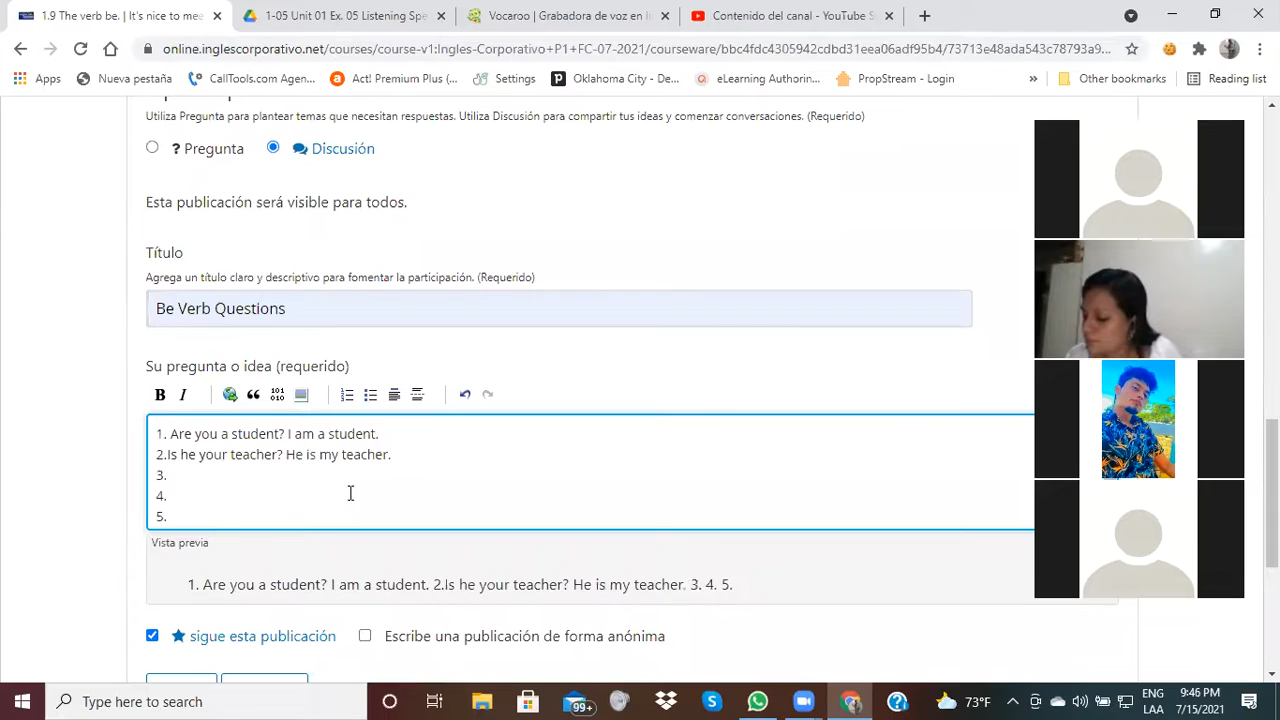 1.9 The verb be. | It's nice to mee
1-05 Unit 01 Ex. 05 Listening Sp
Vocaroo | Grabadora de voz en lí
Contenido del canal - YouTube S
online.inglescorporativo.net/courses/course-v1:Ingles-Corporativo+P1+FC-07-2021/courseware/bbc4fdc4305942cdbd31eea06adf95b4/73713e48ada543c78793a9...
Apps
Nueva pestaña
CallTools.com Agen...
Act! Premium Plus (...
Settings
Oklahoma City - De...
eLearning Authorin...
PropStream - Login
»
Other bookmarks
Reading list
Utiliza Pregunta para plantear temas que necesitan respuestas. Utiliza Discusión para compartir tus ideas y comenzar conversaciones. (Requerido)
? Pregunta
Discusión
Esta publicación será visible para todos.
Título
Agrega un título claro y descriptivo para fomentar la participación. (Requerido)
Be Verb Questions
Su pregunta o idea (requerido)
B I
1. Are you a student? I am a student.
2.Is he your teacher? He is my teacher.
3.
4.
5.
Vista previa
1. Are you a student? I am a student. 2.Is he your teacher? He is my teacher. 3. 4. 5.
sigue esta publicación
Escribe una publicación de forma anónima
Type here to search
99+
73°F
ENG
LAA
9:46 PM
7/15/2021